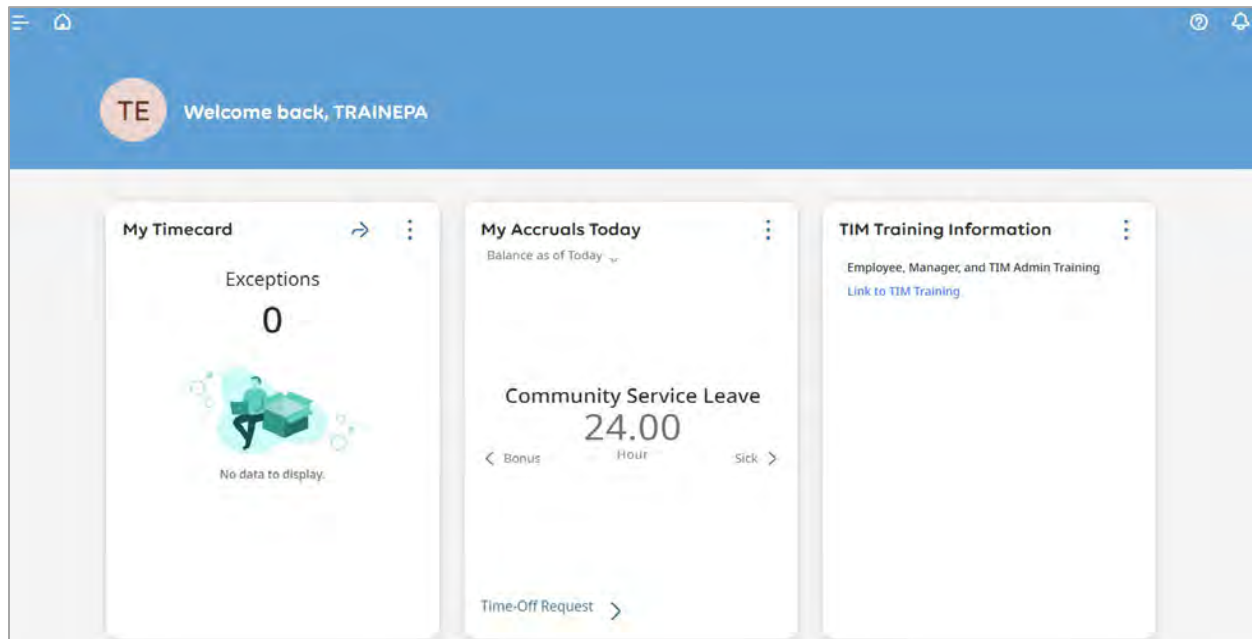 TE
Welcome back, TRAINEPA
My Timecard
Exceptions
0
No data to display.
My Accruals Today
Balance as of Today
Community Service Leave
24.00
Hour
Bonus
Sick
Time-Off Request
TIM Training Information
Employee, Manager, and TIM Admin Training
Link to TIM Training